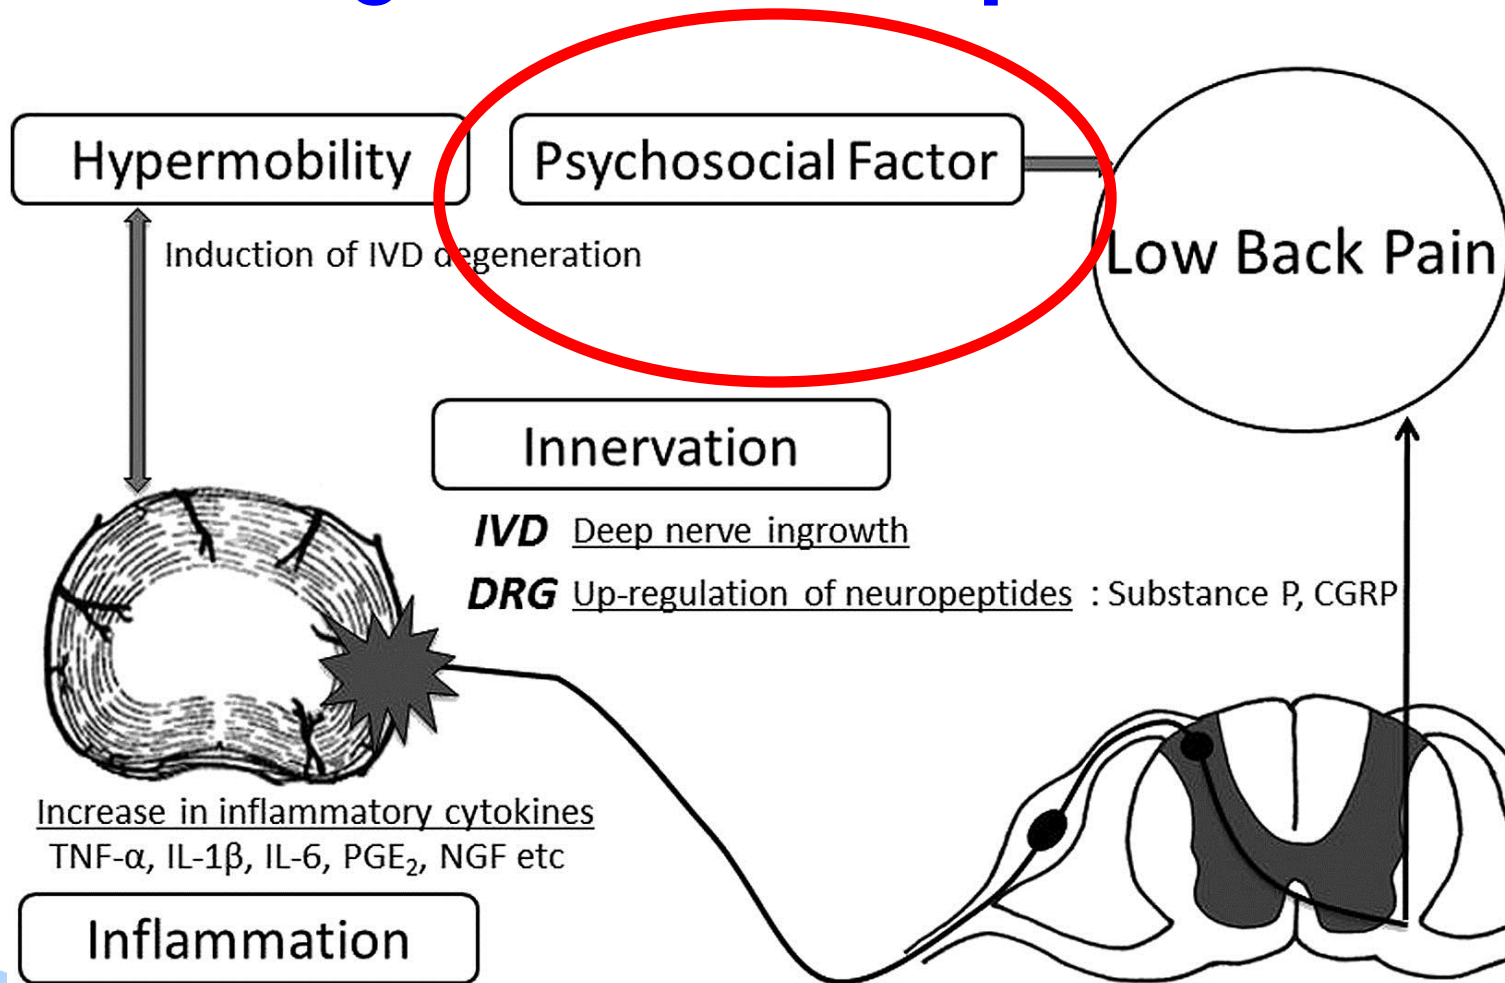 Hypermobility
Psychosocial Factor
Low Back Pain
Induction of IVD degeneration
Innervation
IVD Deep nerve ingrowth
DRG Up-regulation of neuropeptides : Substance P, CGRP
Increase in inflammatory cytokines
TNF-α, IL-1β, IL-6, PGE₂, NGF etc
Inflammation